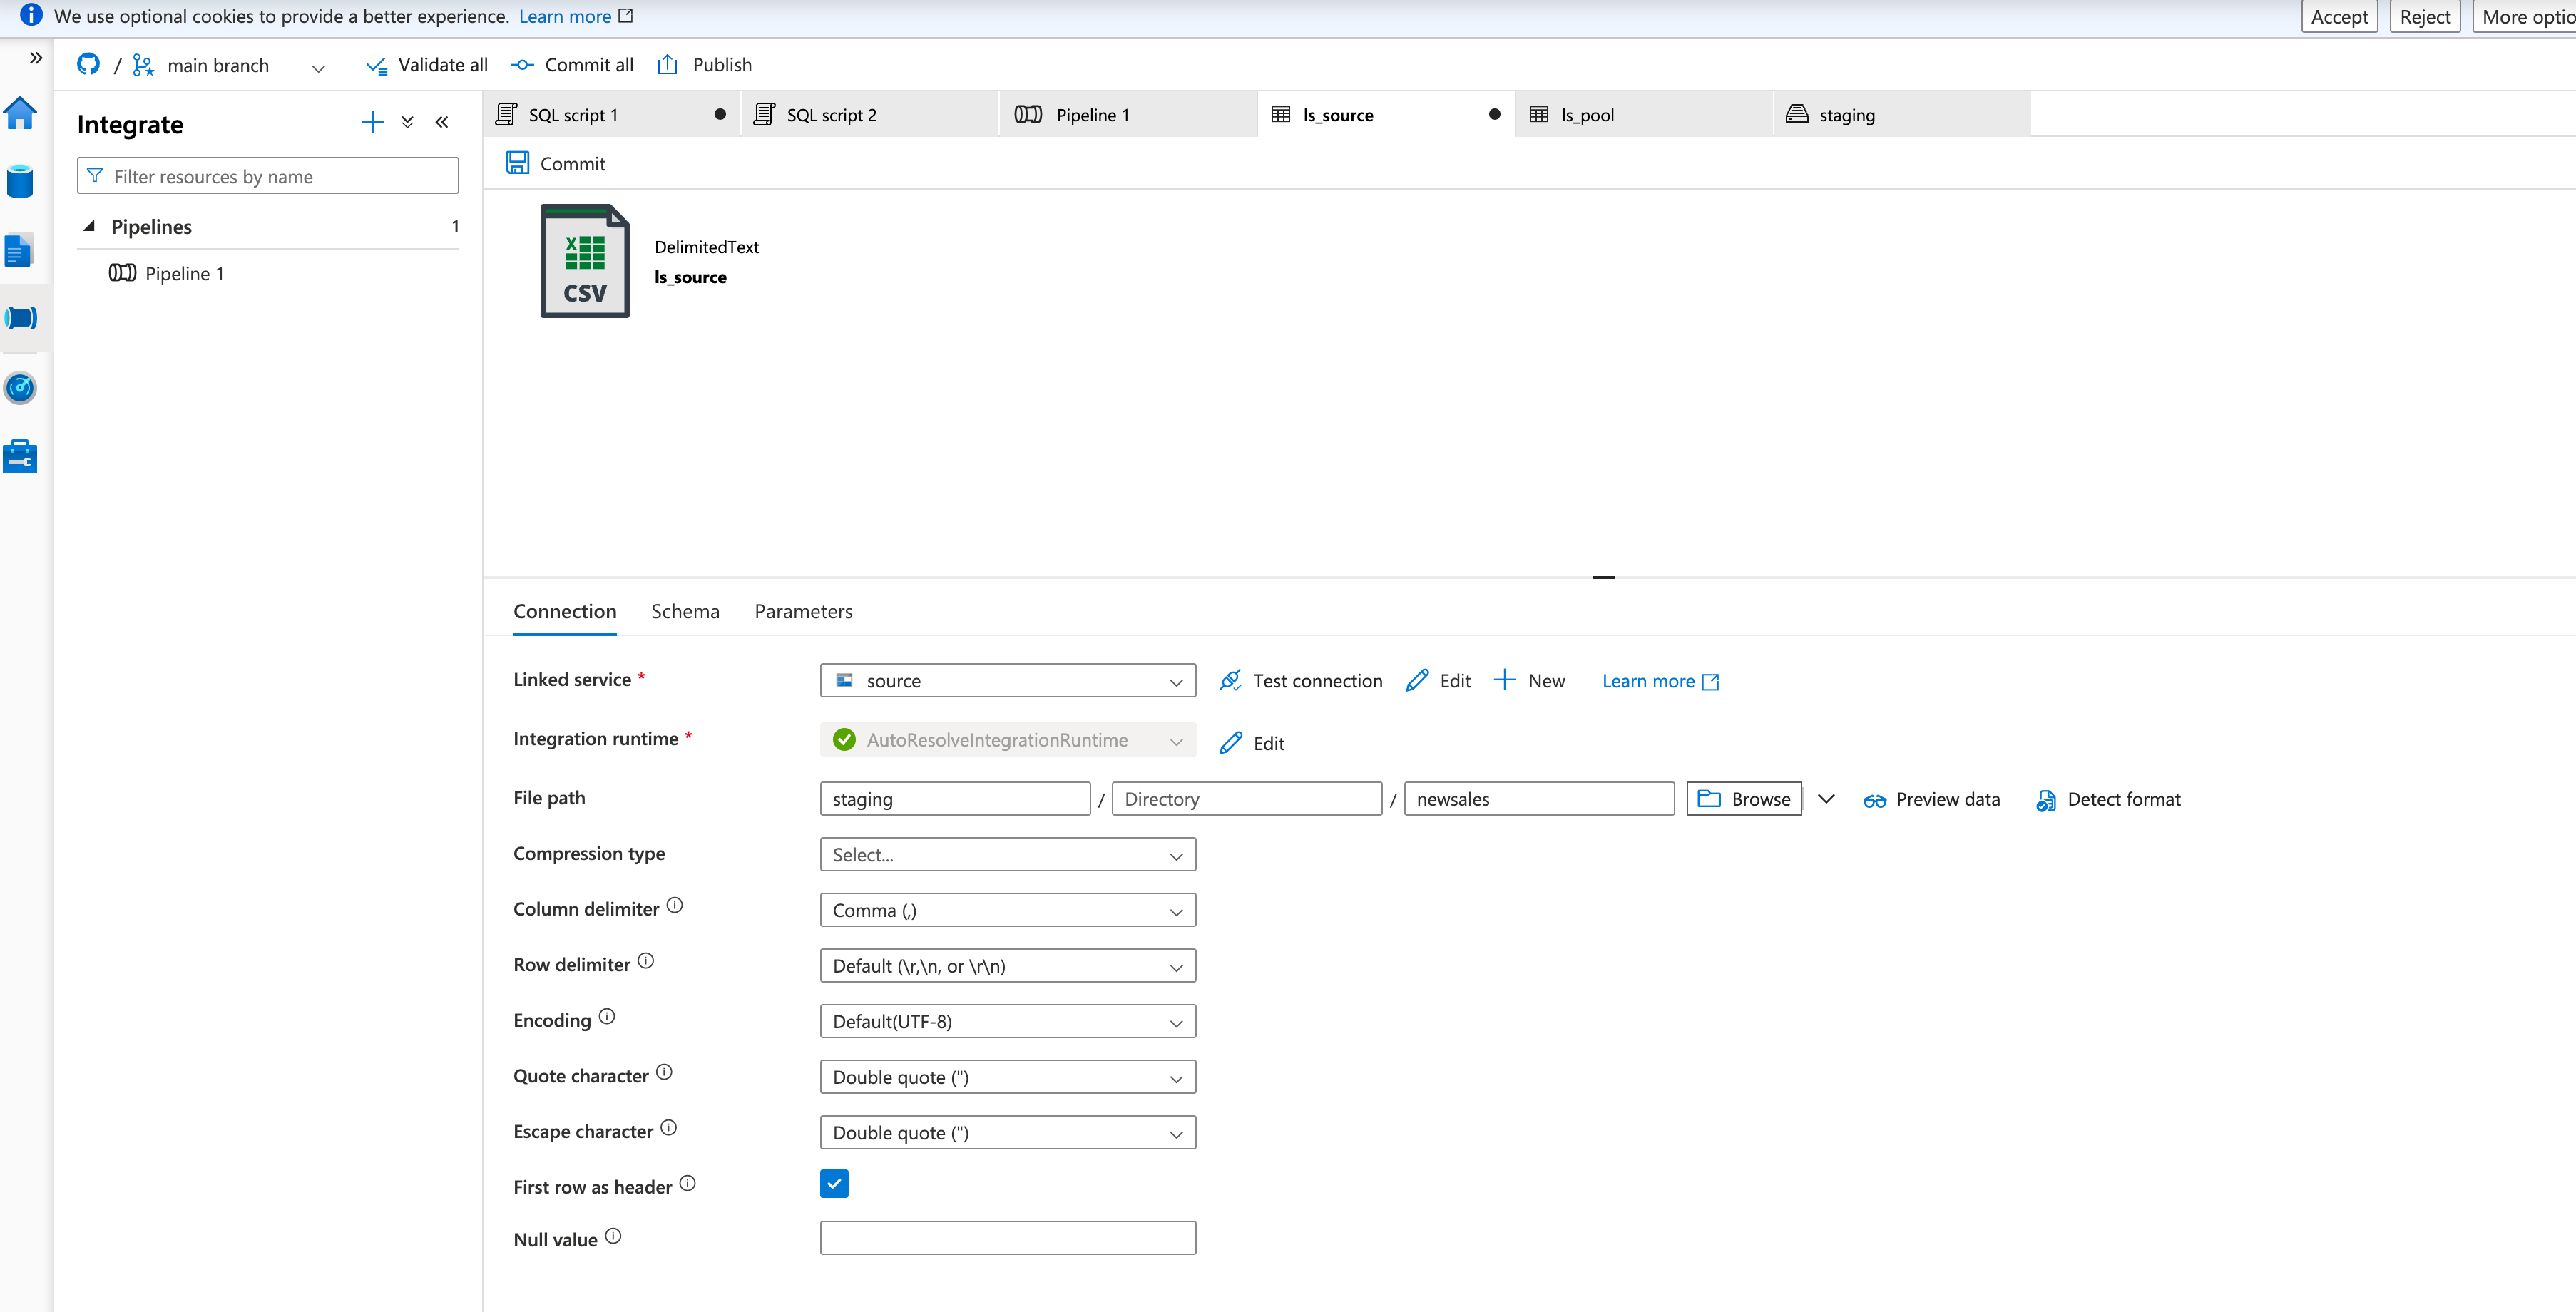 We use optional cookies to provide a better experience. Learn more
Accept
Reject
More optio
/ main branch
Validate all
Commit all
Publish
Integrate
Filter resources by name
Pipelines 1
Pipeline 1
SQL script 1
SQL script 2
Pipeline 1
ls_source
ls_pool
staging
Commit
X
CSV
DelimitedText
ls_source
Connection
Schema
Parameters
Linked service * source Test connection Edit New Learn more
Integration runtime * AutoResolveIntegrationRuntime Edit
File path staging / Directory / newsales Browse Preview data Detect format
Compression type Select...
Column delimiter Comma (,)
Row delimiter Default (\r,\n, or \r\n)
Encoding Default(UTF-8)
Quote character Double quote (")
Escape character Double quote (")
First row as header
Null value